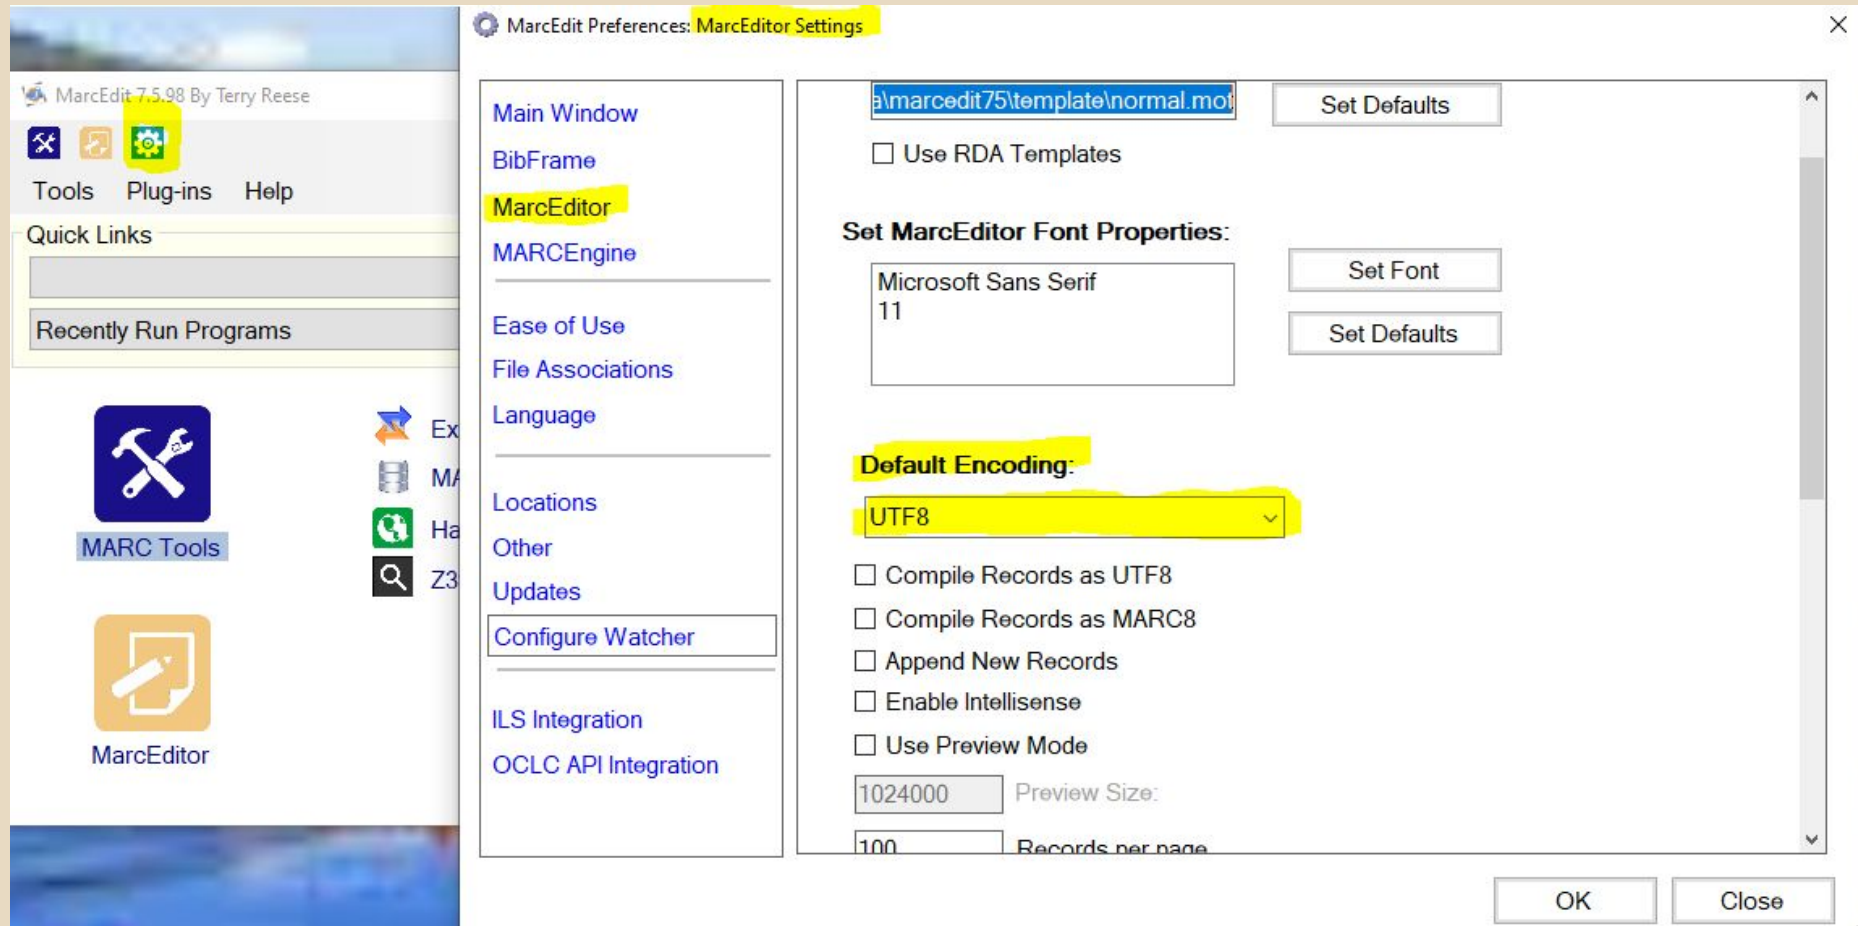 MarcEdit 7.5.98 By Terry Reese
Tools Plug-ins Help
Quick Links
Recently Run Programs
MARC Tools
MarcEditor
Ex
MA
Ha
Z3
MarcEdit Preferences: MarcEditor Settings
Main Window
BibFrame
MarcEditor
MARCEngine
Ease of Use
File Associations
Language
Locations
Other
Updates
Configure Watcher
ILS Integration
OCLC API Integration
a\marcedit75\template\normal.mot
Set Defaults
Use RDA Templates
Set MarcEditor Font Properties:
Microsoft Sans Serif
11
Set Font
Set Defaults
Default Encoding:
UTF8
Compile Records as UTF8
Compile Records as MARC8
Append New Records
Enable Intellisense
Use Preview Mode
1024000 Preview Size:
100 Records per page
OK Close